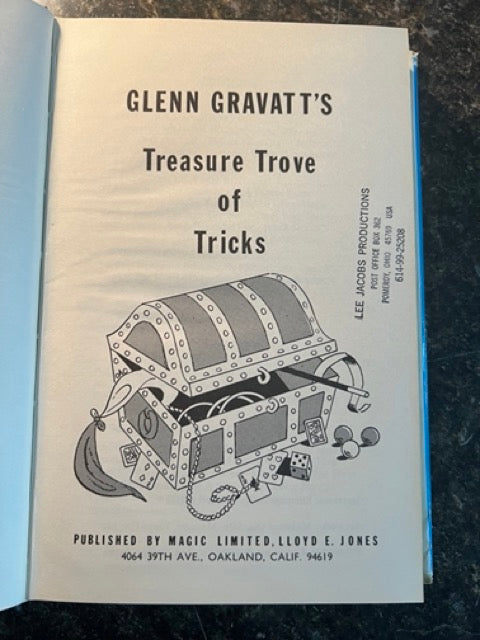 GLENN GRAVATT'S
Treasure Trove
of
Tricks
LEE JACOBS PRODUCTIONS
POST OFFICE BOX 362
POMEROY, OHIO 45769 USA
614-99-25208
PUBLISHED BY MAGIC LIMITED, LLOYD E. JONES
4064 39TH AVE., OAKLAND, CALIF. 94619